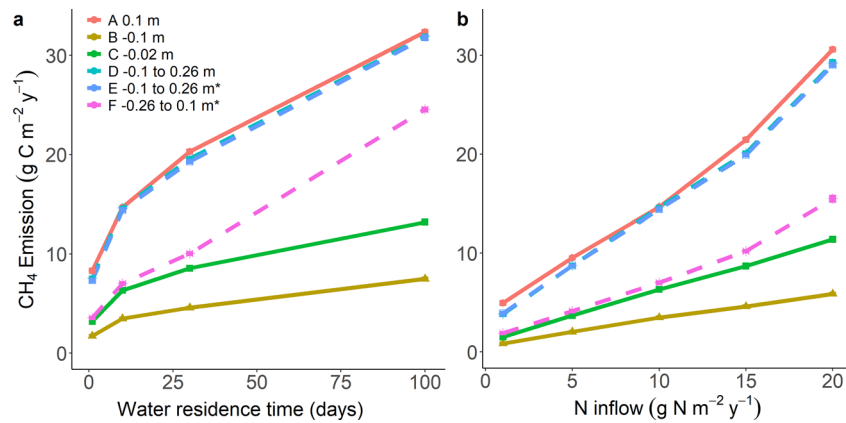 a
A 0.1 m
B -0.1 m
C -0.02 m
D -0.1 to 0.26 m
E -0.1 to 0.26 m*
F -0.26 to 0.1 m*
CH₄ Emission (g C m⁻² y⁻¹)
30
20
10
0
0 25 50 75 100
Water residence time (days)
b
30
20
10
0
0 5 10 15 20
N inflow (g N m⁻² y⁻¹)